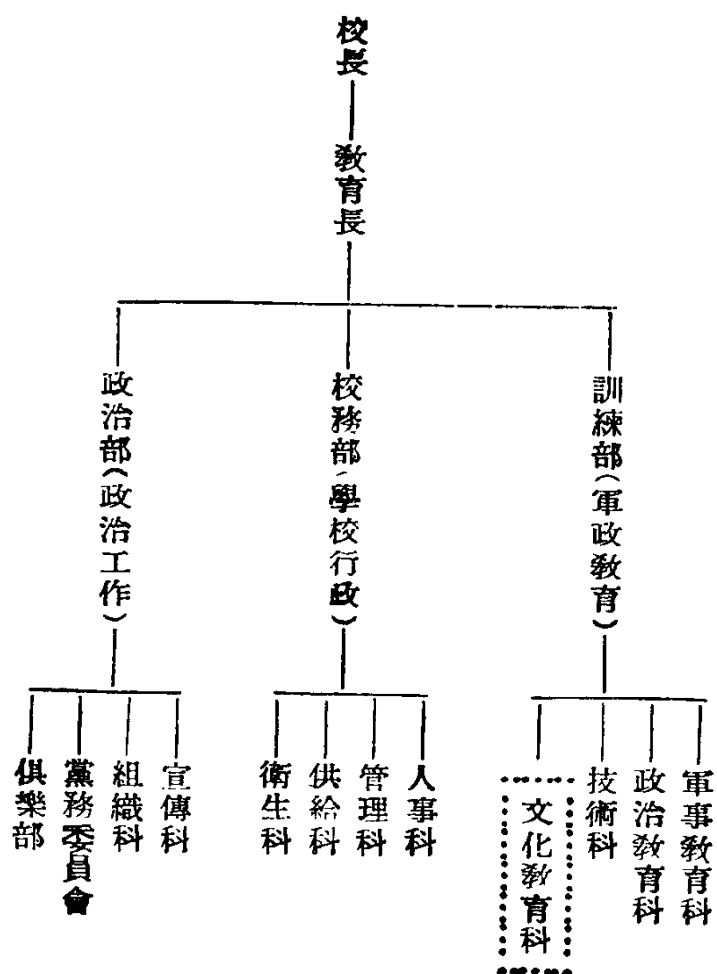 校長
教育長
訓練部(軍政教育)
校務部(學校行政)
政治部(政治工作)
軍事教育科
政治教育科
技術科
文化教育科
人事科
管理科
供給科
衛生科
宣傳科
組織科
黨務委員會
俱樂部